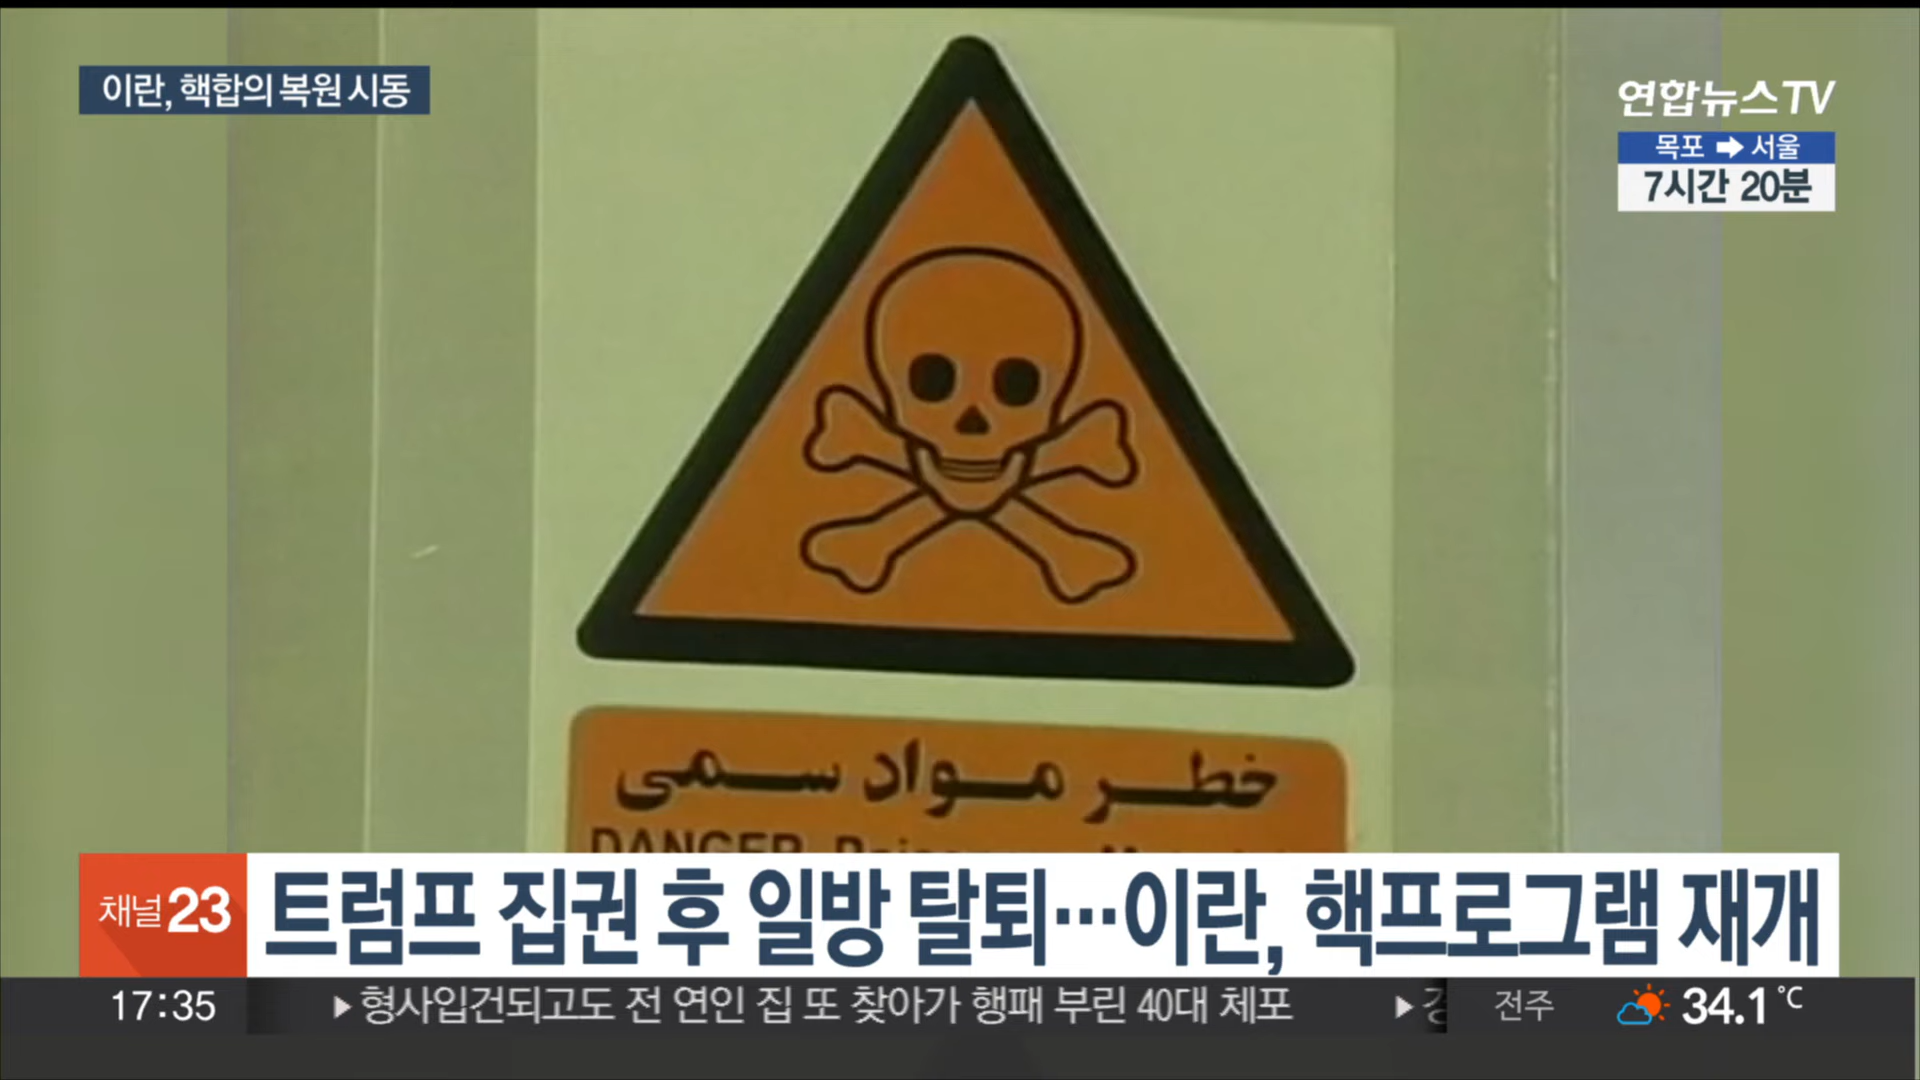 이란, 핵합의 복원 시동
연합뉴스TV
목포 ➡ 서울
7시간 20분
خطر مواد سمی
DANGER
채널 23
트럼프 집권 후 일방 탈퇴…이란, 핵프로그램 재개
17:35
▶형사입건되고도 전 연인 집 또 찾아가 행패 부린 40대 체포 ▶
전주 34.1℃